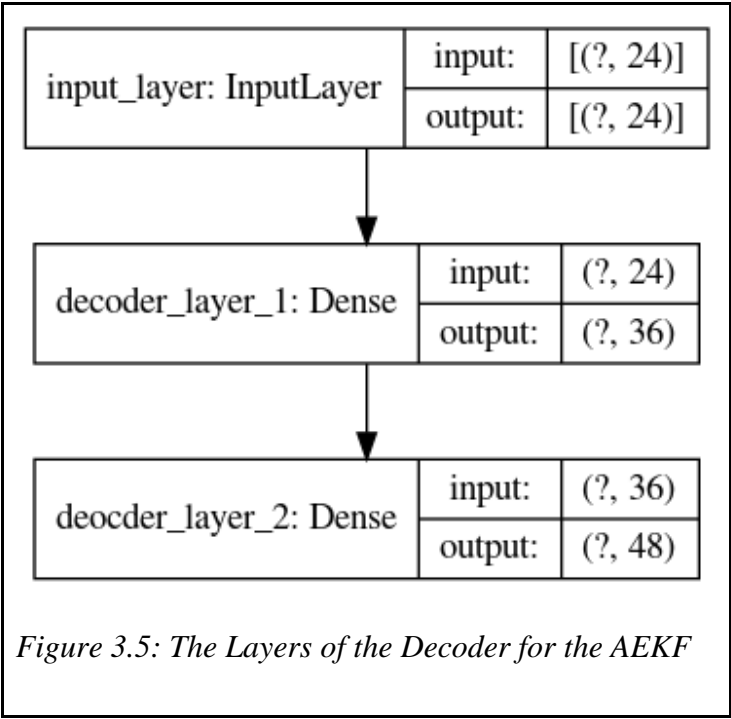 input_layer: InputLayer
input: [(?, 24)]
output: [(?, 24)]
decoder_layer_1: Dense
input: (?, 24)
output: (?, 36)
deocder_layer_2: Dense
input: (?, 36)
output: (?, 48)
Figure 3.5: The Layers of the Decoder for the AEKF